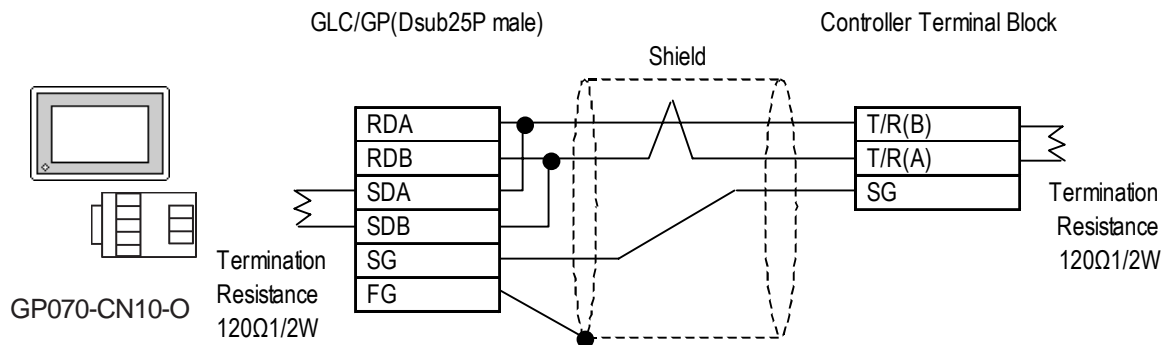 GLC/GP(Dsub25P male)
Controller Terminal Block
Shield
RDA
RDB
SDA
SDB
SG
FG
T/R(B)
T/R(A)
SG
Termination
Resistance
120Ω1/2W
Termination
Resistance
120Ω1/2W
GP070-CN10-O